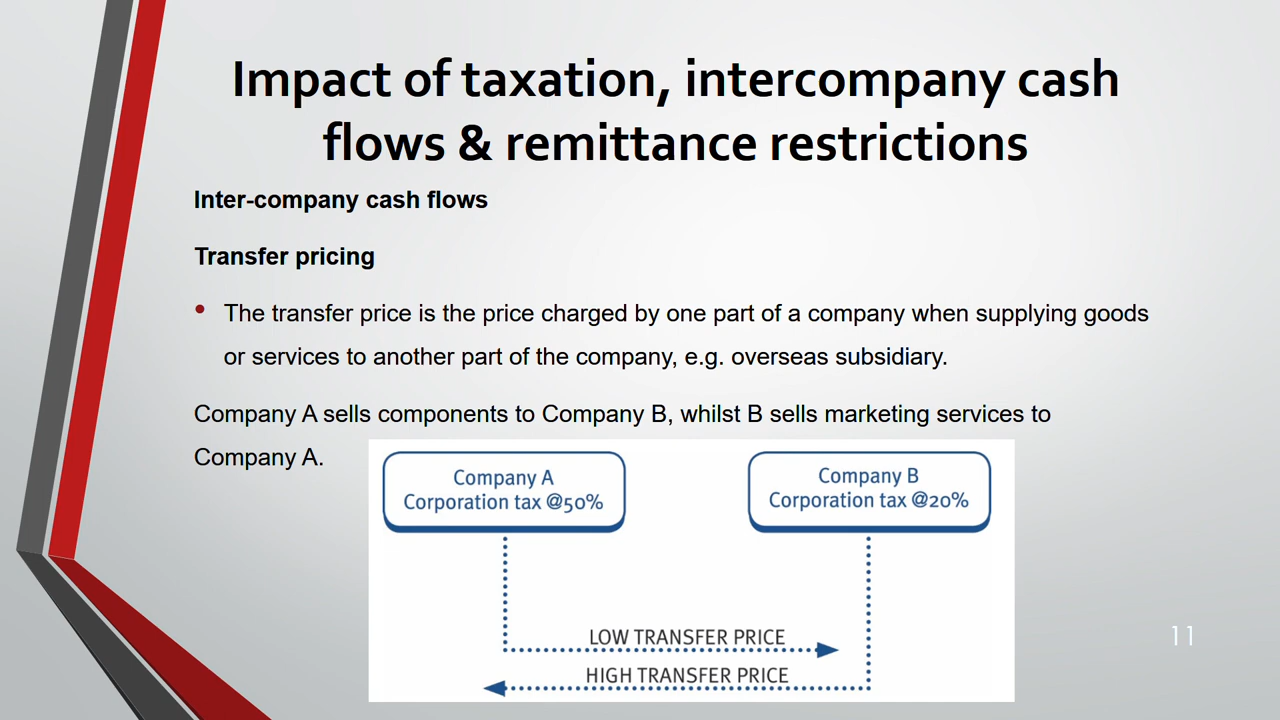 Impact of taxation, intercompany cash
flows & remittance restrictions
Inter-company cash flows
Transfer pricing
• The transfer price is the price charged by one part of a company when supplying goods
or services to another part of the company, e.g. overseas subsidiary.
Company A sells components to Company B, whilst B sells marketing services to
Company A.
Company A
Corporation tax @50%
Company B
Corporation tax @20%
LOW TRANSFER PRICE
HIGH TRANSFER PRICE
11